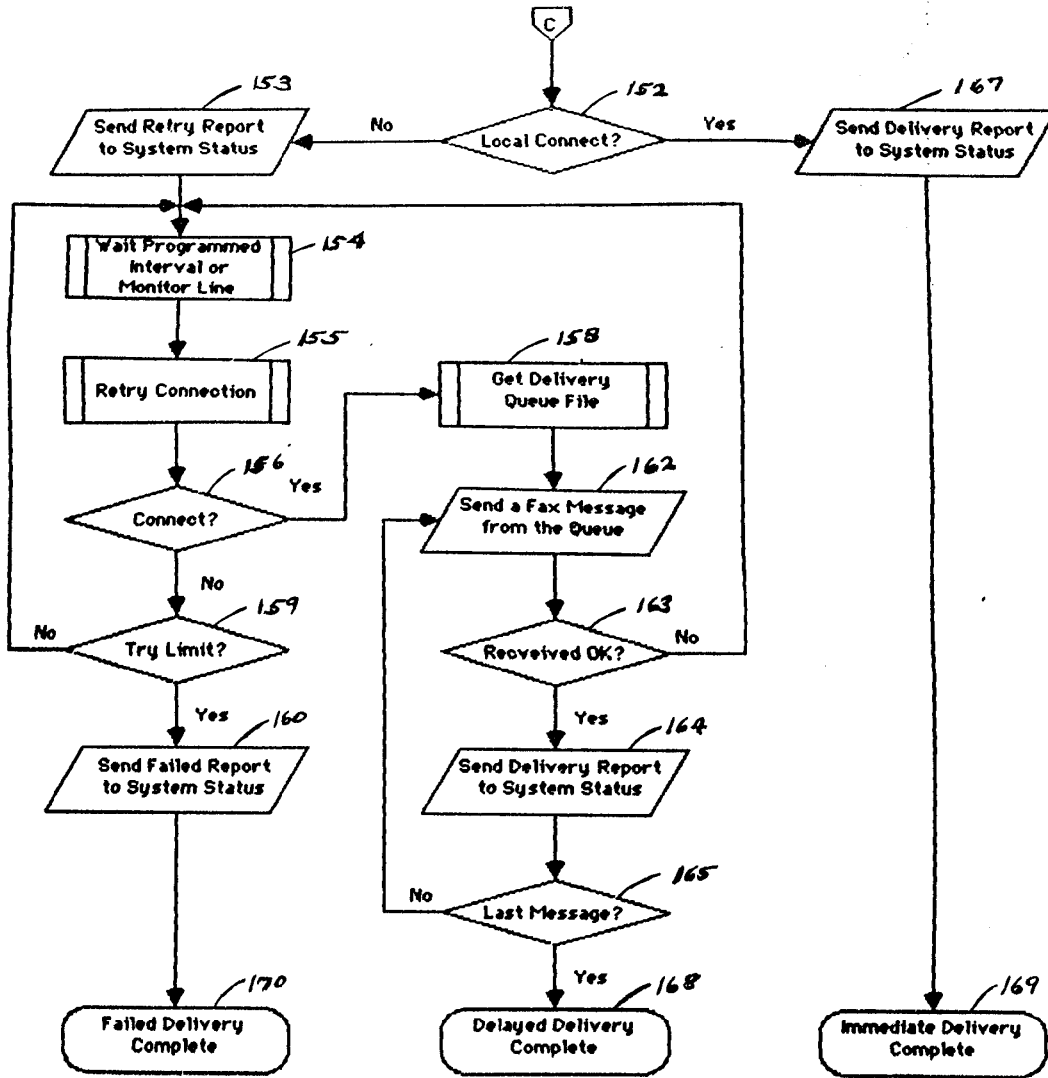 C
153
152
167
Send Retry Report
to System Status
No
Local Connect?
Yes
Send Delivery Report
to System Status
Wait Programmed
Interval or
Monitor Line
154
155
Retry Connection
158
Get Delivery
Queue File
156
Connect?
Yes
162
Send a Fax Message
from the Queue
No
159
No
Try Limit?
163
Recveived OK?
No
Yes
160
Send Failed Report
to System Status
Yes
164
Send Delivery Report
to System Status
165
No
Last Message?
Yes
170
Failed Delivery
Complete
168
Delayed Delivery
Complete
169
Immediate Delivery
Complete